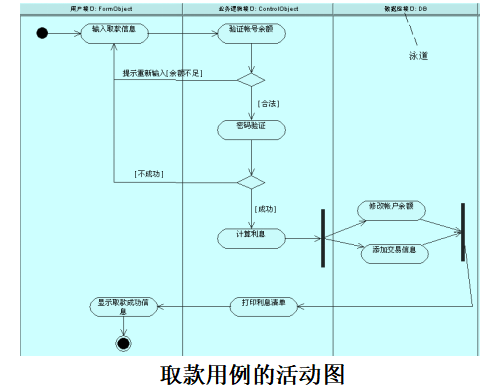 用户接口: FormObject
业务逻辑接口: ControlObject
数据库接口: DB
输入取款信息
验证帐号余额
泳道
提示重新输入[余额不足]
[合法]
密码验证
[不成功]
[成功]
计算利息
修改帐户余额
添加交易信息
显示取款成功信
息
打印利息清单
取款用例的活动图